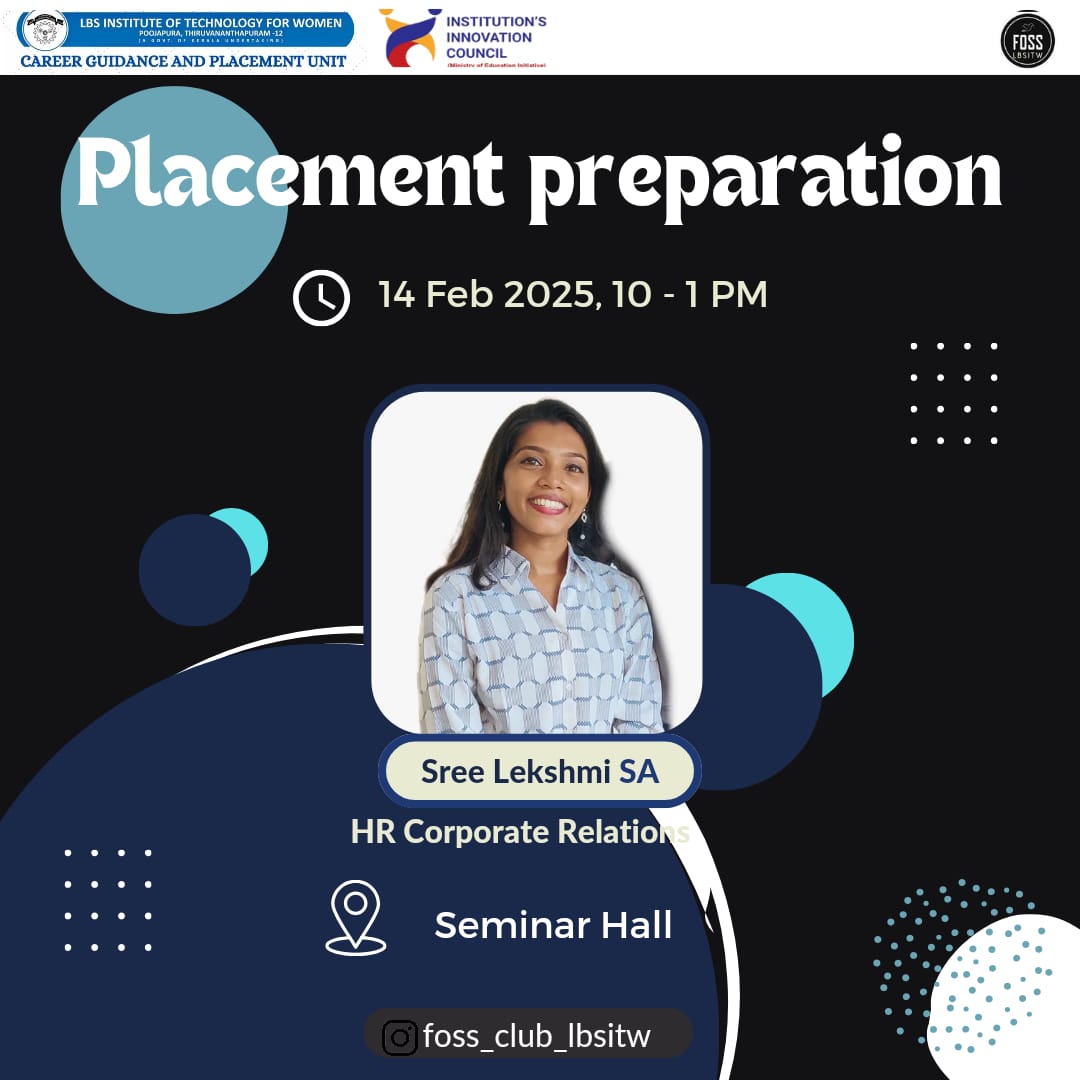 LBS INSTITUTE OF TECHNOLOGY FOR WOMEN
POOJAPURA, THIRUVANANTHAPURAM -12
(A GOVT. OF KERALA UNDERTAKING)
CAREER GUIDANCE AND PLACEMENT UNIT
INSTITUTION'S
INNOVATION
COUNCIL
(Ministry of Education Initiative)
FOSS
LBSITW
Placement preparation
14 Feb 2025, 10 - 1 PM
Sree Lekshmi SA
HR Corporate Relations
Seminar Hall
foss_club_lbsitw